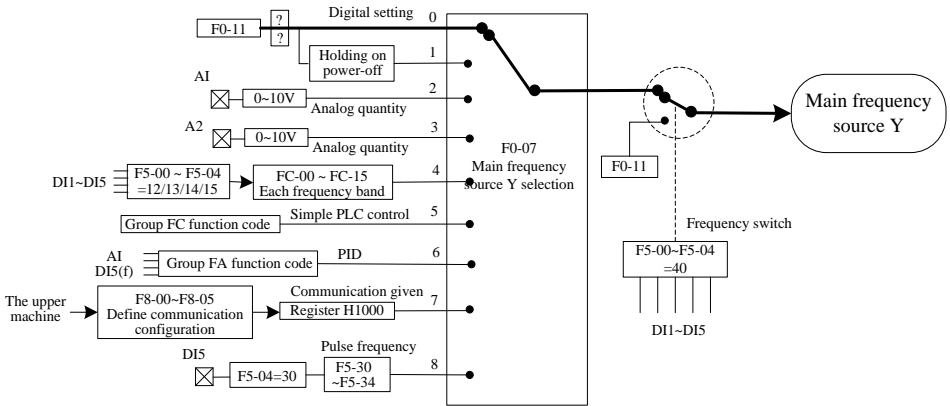 Digital setting
0
F0-11
?
?
Holding on
power-off
1
AI
0~10V
Analog quantity
2
A2
0~10V
Analog quantity
3
DI1~DI5
F5-00 ~ F5-04
=12/13/14/15
FC-00 ~ FC-15
Each frequency band
4
Group FC function code
Simple PLC control
5
AI
DI5(f)
Group FA function code
PID
6
The upper
machine
F8-00~F8-05
Define communication
configuration
Communication given
Register H1000
7
DI5
F5-04=30
Pulse frequency
F5-30
~F5-34
8
F0-07
Main frequency
source Y selection
F0-11
Frequency switch
F5-00~F5-04
=40
DI1~DI5
Main frequency
source Y